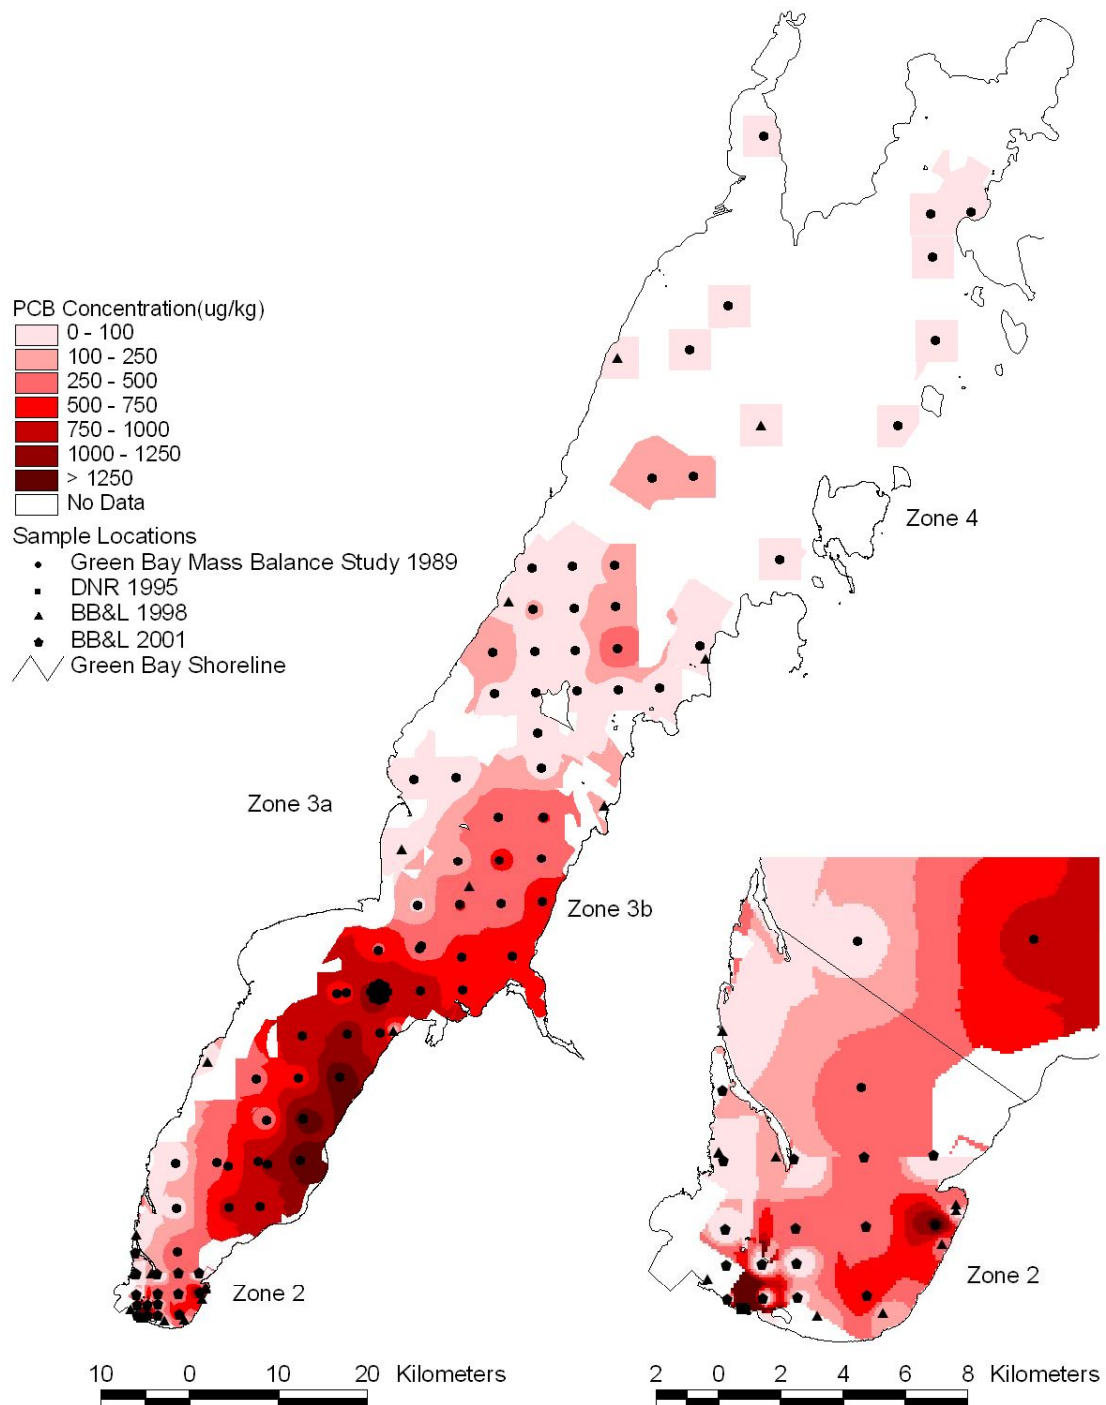 PCB Concentration(ug/kg)
0 - 100
100 - 250
250 - 500
500 - 750
750 - 1000
1000 - 1250
> 1250
No Data
Sample Locations
Green Bay Mass Balance Study 1989
DNR 1995
BB&L 1998
BB&L 2001
Green Bay Shoreline
Zone 4
Zone 3a
Zone 3b
Zone 2
Zone 2
10 0 10 20 Kilometers
2 0 2 4 6 8 Kilometers